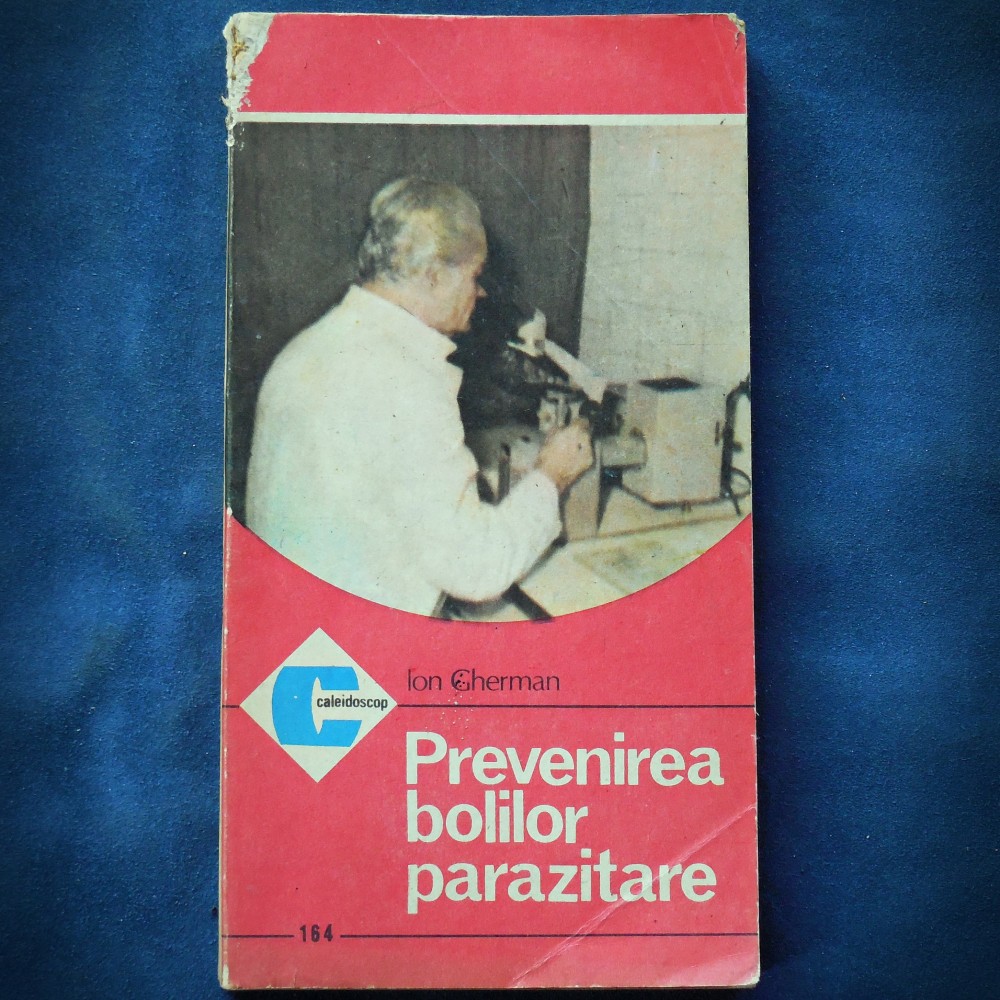 Ion Gherman
caleidoscop
Prevenirea
bolilor
parazitare
164